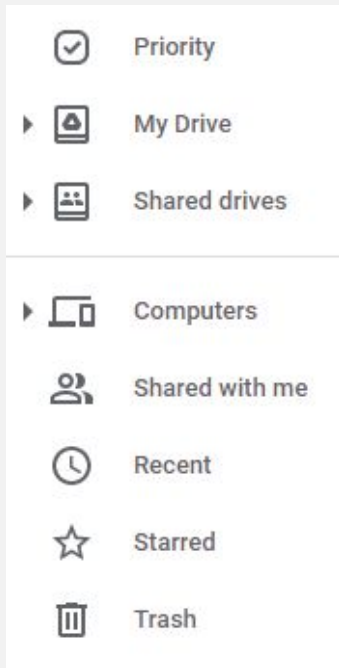 Priority
My Drive
Shared drives
Computers
Shared with me
Recent
Starred
Trash